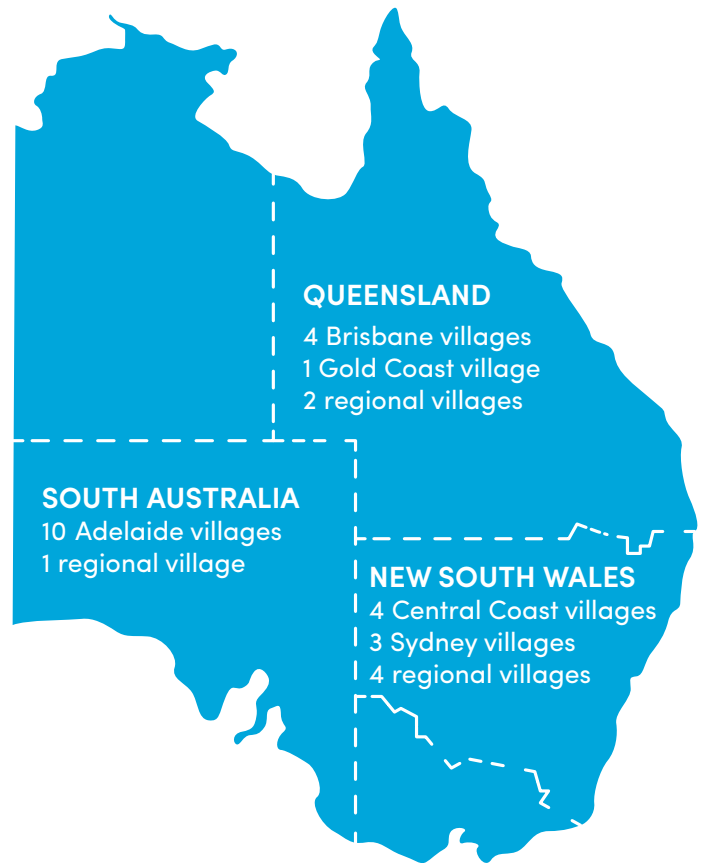 QUEENSLAND
4 Brisbane villages
1 Gold Coast village
2 regional villages
SOUTH AUSTRALIA
10 Adelaide villages
1 regional village
NEW SOUTH WALES
4 Central Coast villages
3 Sydney villages
4 regional villages